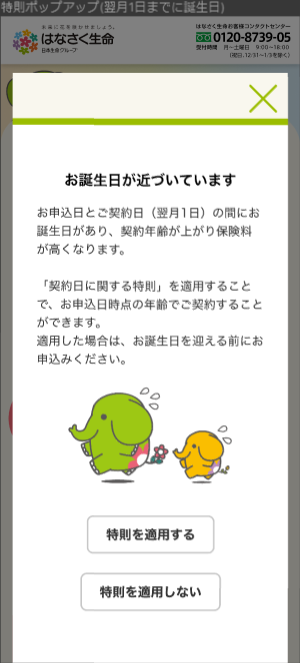 特則ポップアップ(翌月1日までに誕生日)
お客に花を咲かせましょう。
はなさく生命
日本生命グループ
はなさく生命お客様コンタクトセンター
0120-8739-05
受付時間 月～土曜日 9:00～18:00
(祝日､12/31～1/3を除く)
お誕生日が近づいています
お申込日とご契約日（翌月1日）の間にお
誕生日があり、契約年齢が上がり保険料
が高くなります。
「契約日に関する特則」を適用すること
で、お申込日時点の年齢でご契約すること
ができます。
適用した場合は、お誕生日を迎える前にお
申込みください。
特則を適用する
特則を適用しない